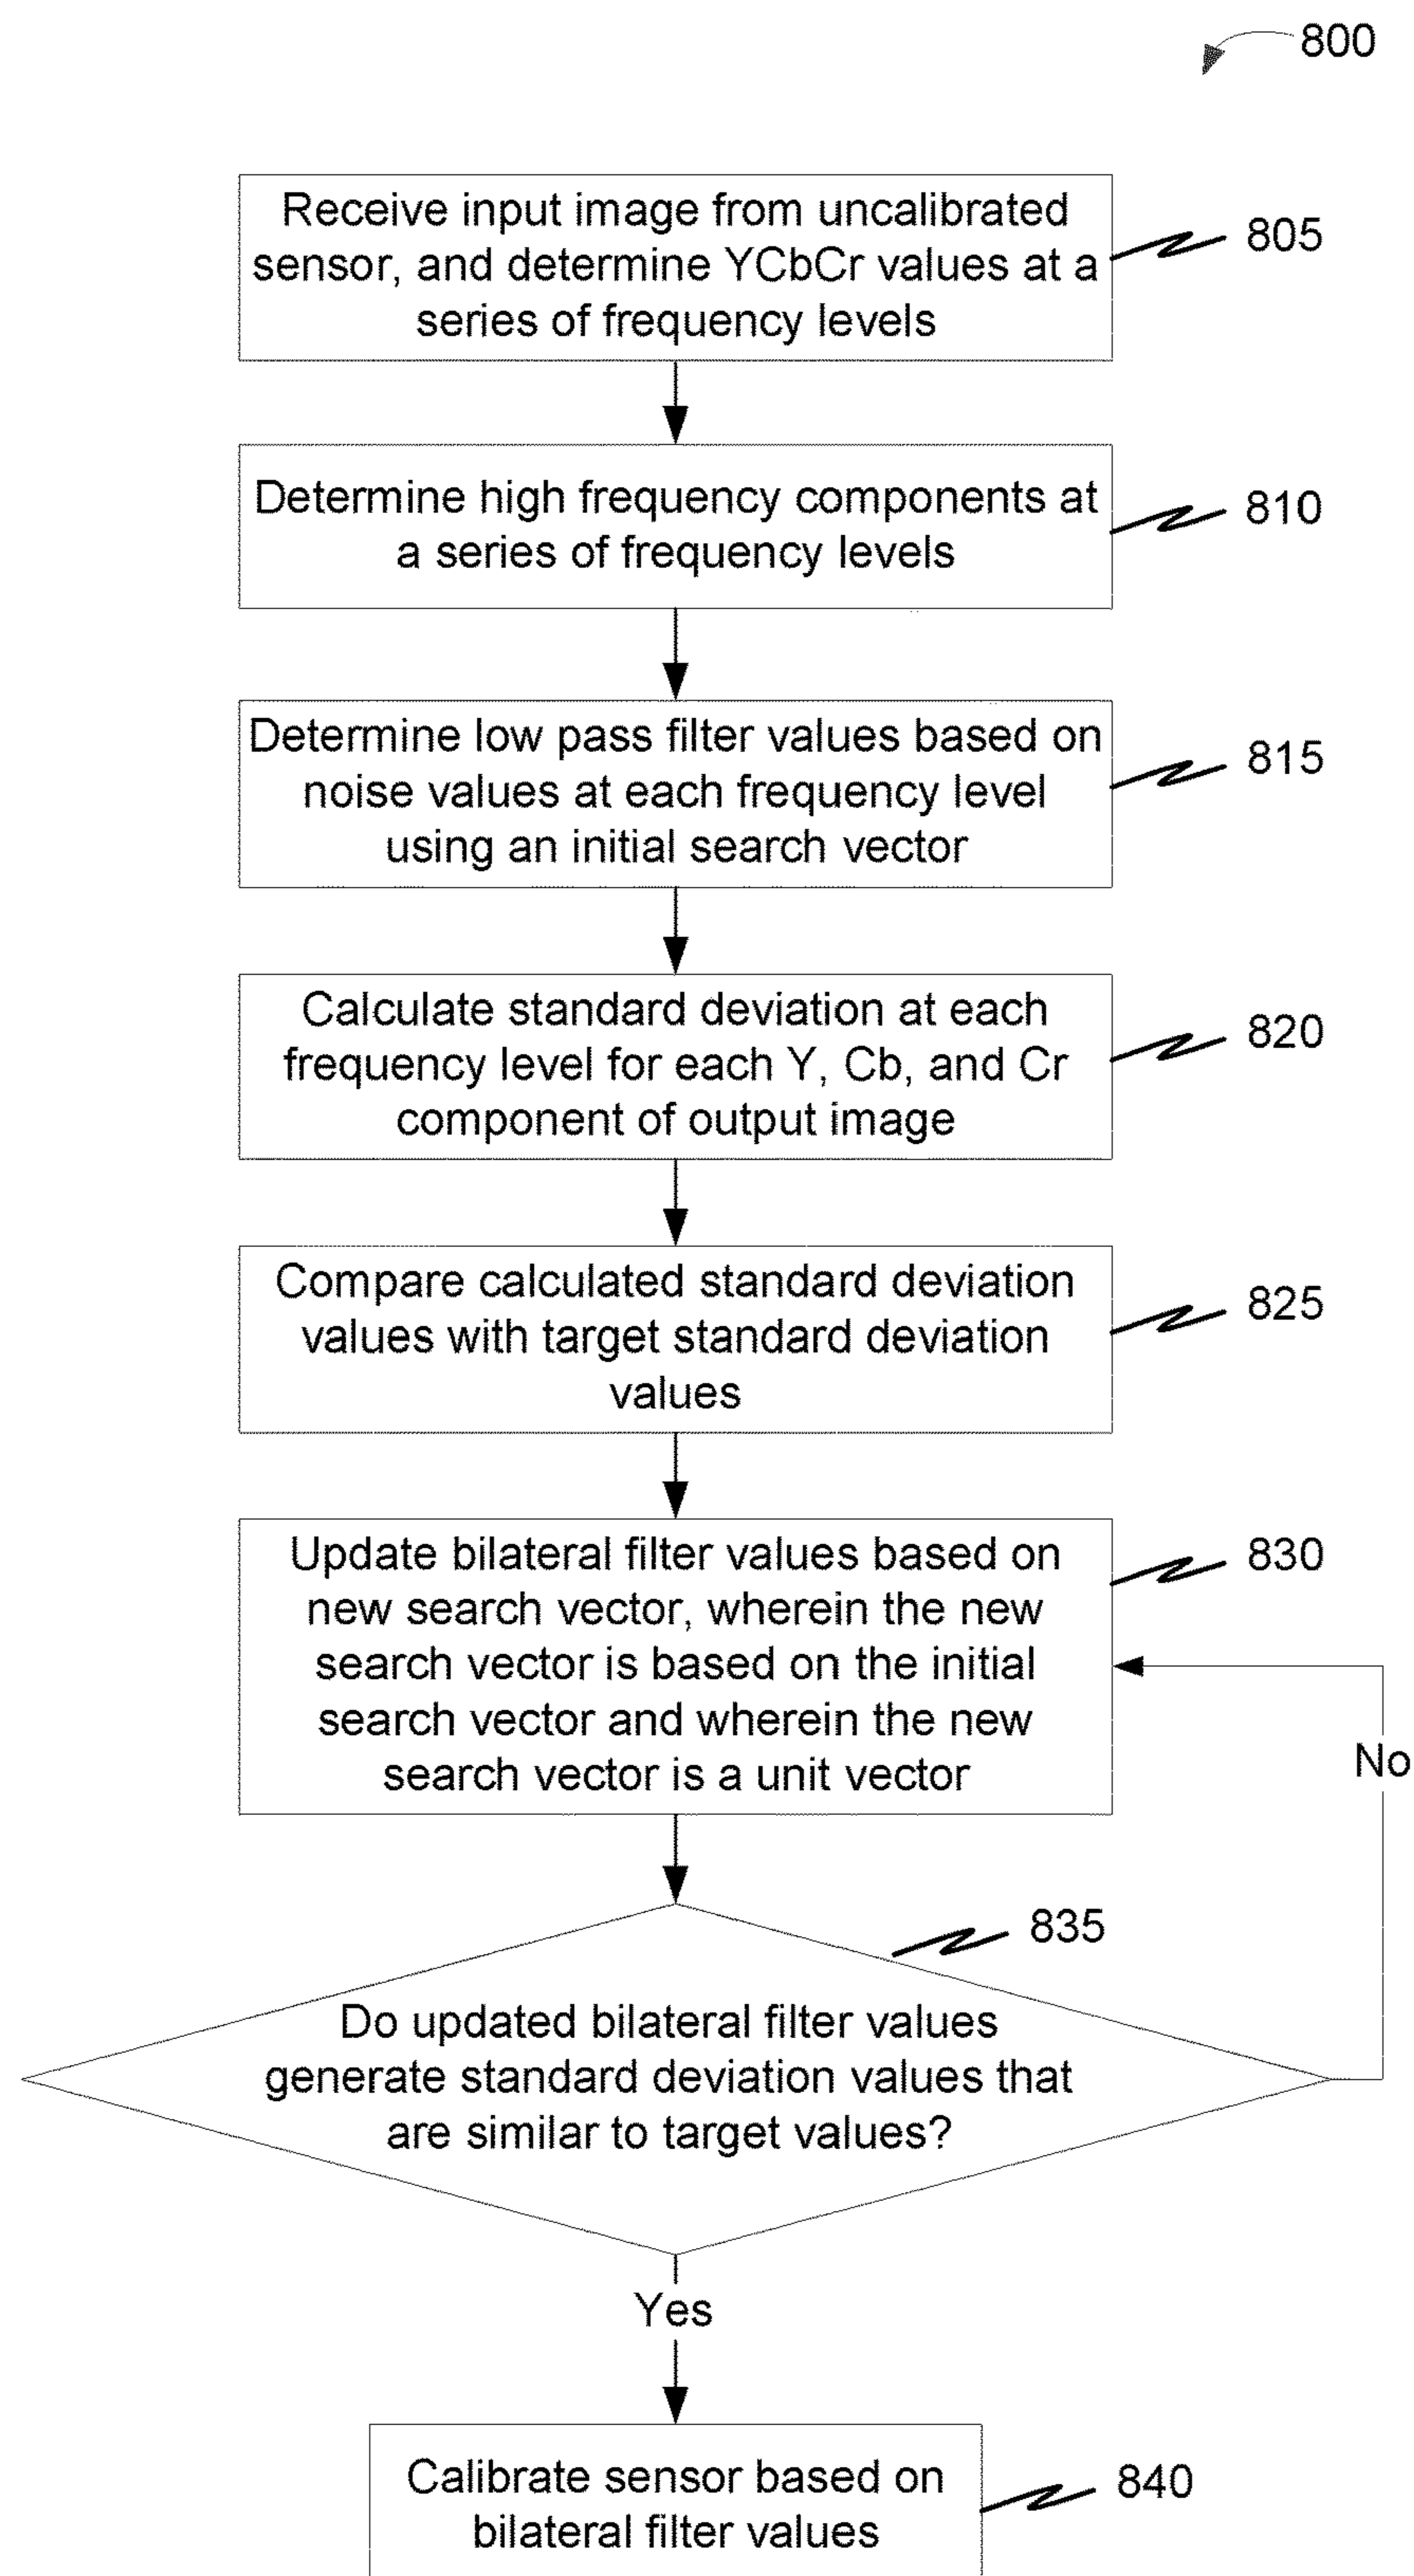 800
Receive input image from uncalibrated
sensor, and determine YCbCr values at a
series of frequency levels
805
Determine high frequency components at
a series of frequency levels
810
Determine low pass filter values based on
noise values at each frequency level
using an initial search vector
815
Calculate standard deviation at each
frequency level for each Y, Cb, and Cr
component of output image
820
Compare calculated standard deviation
values with target standard deviation
values
825
Update bilateral filter values based on
new search vector, wherein the new
search vector is based on the initial
search vector and wherein the new
search vector is a unit vector
830
No
835
Do updated bilateral filter values
generate standard deviation values that
are similar to target values?
Yes
Calibrate sensor based on
bilateral filter values
840